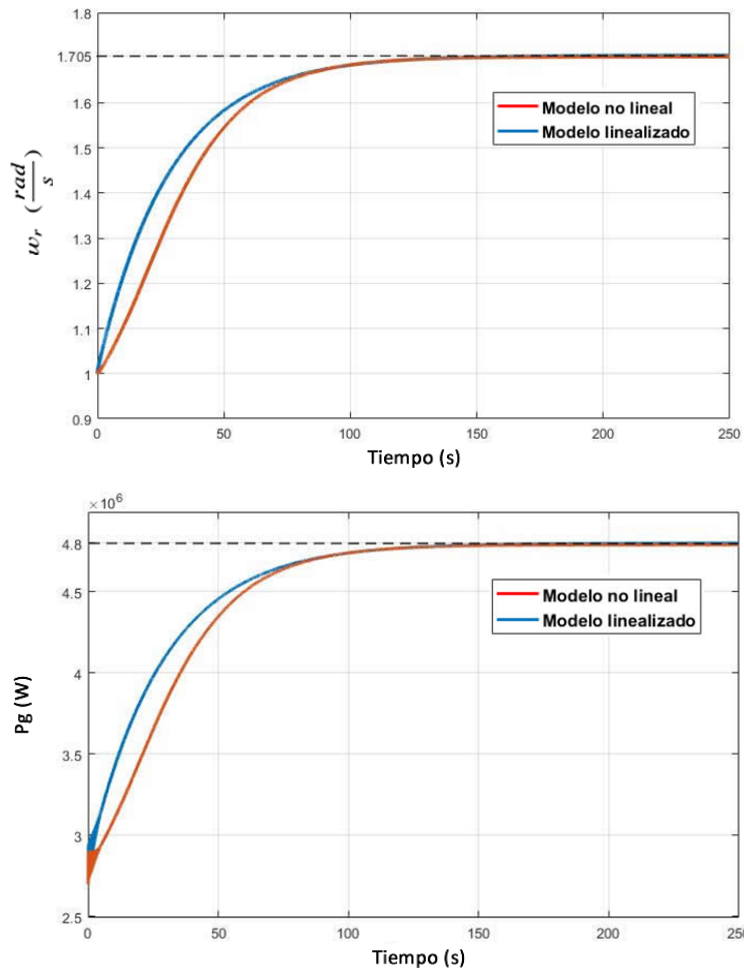 1.8
1.705
1.6
1.5
1.4
1.3
1.2
1.1
1
0.9
w_r (rad/s)
Modelo no lineal
Modelo linealizado
0 50 100 150 200 250
Tiempo (s)
×10^6
4.8
4.5
4
3.5
3
2.5
Pg (W)
Modelo no lineal
Modelo linealizado
0 50 100 150 200 250
Tiempo (s)